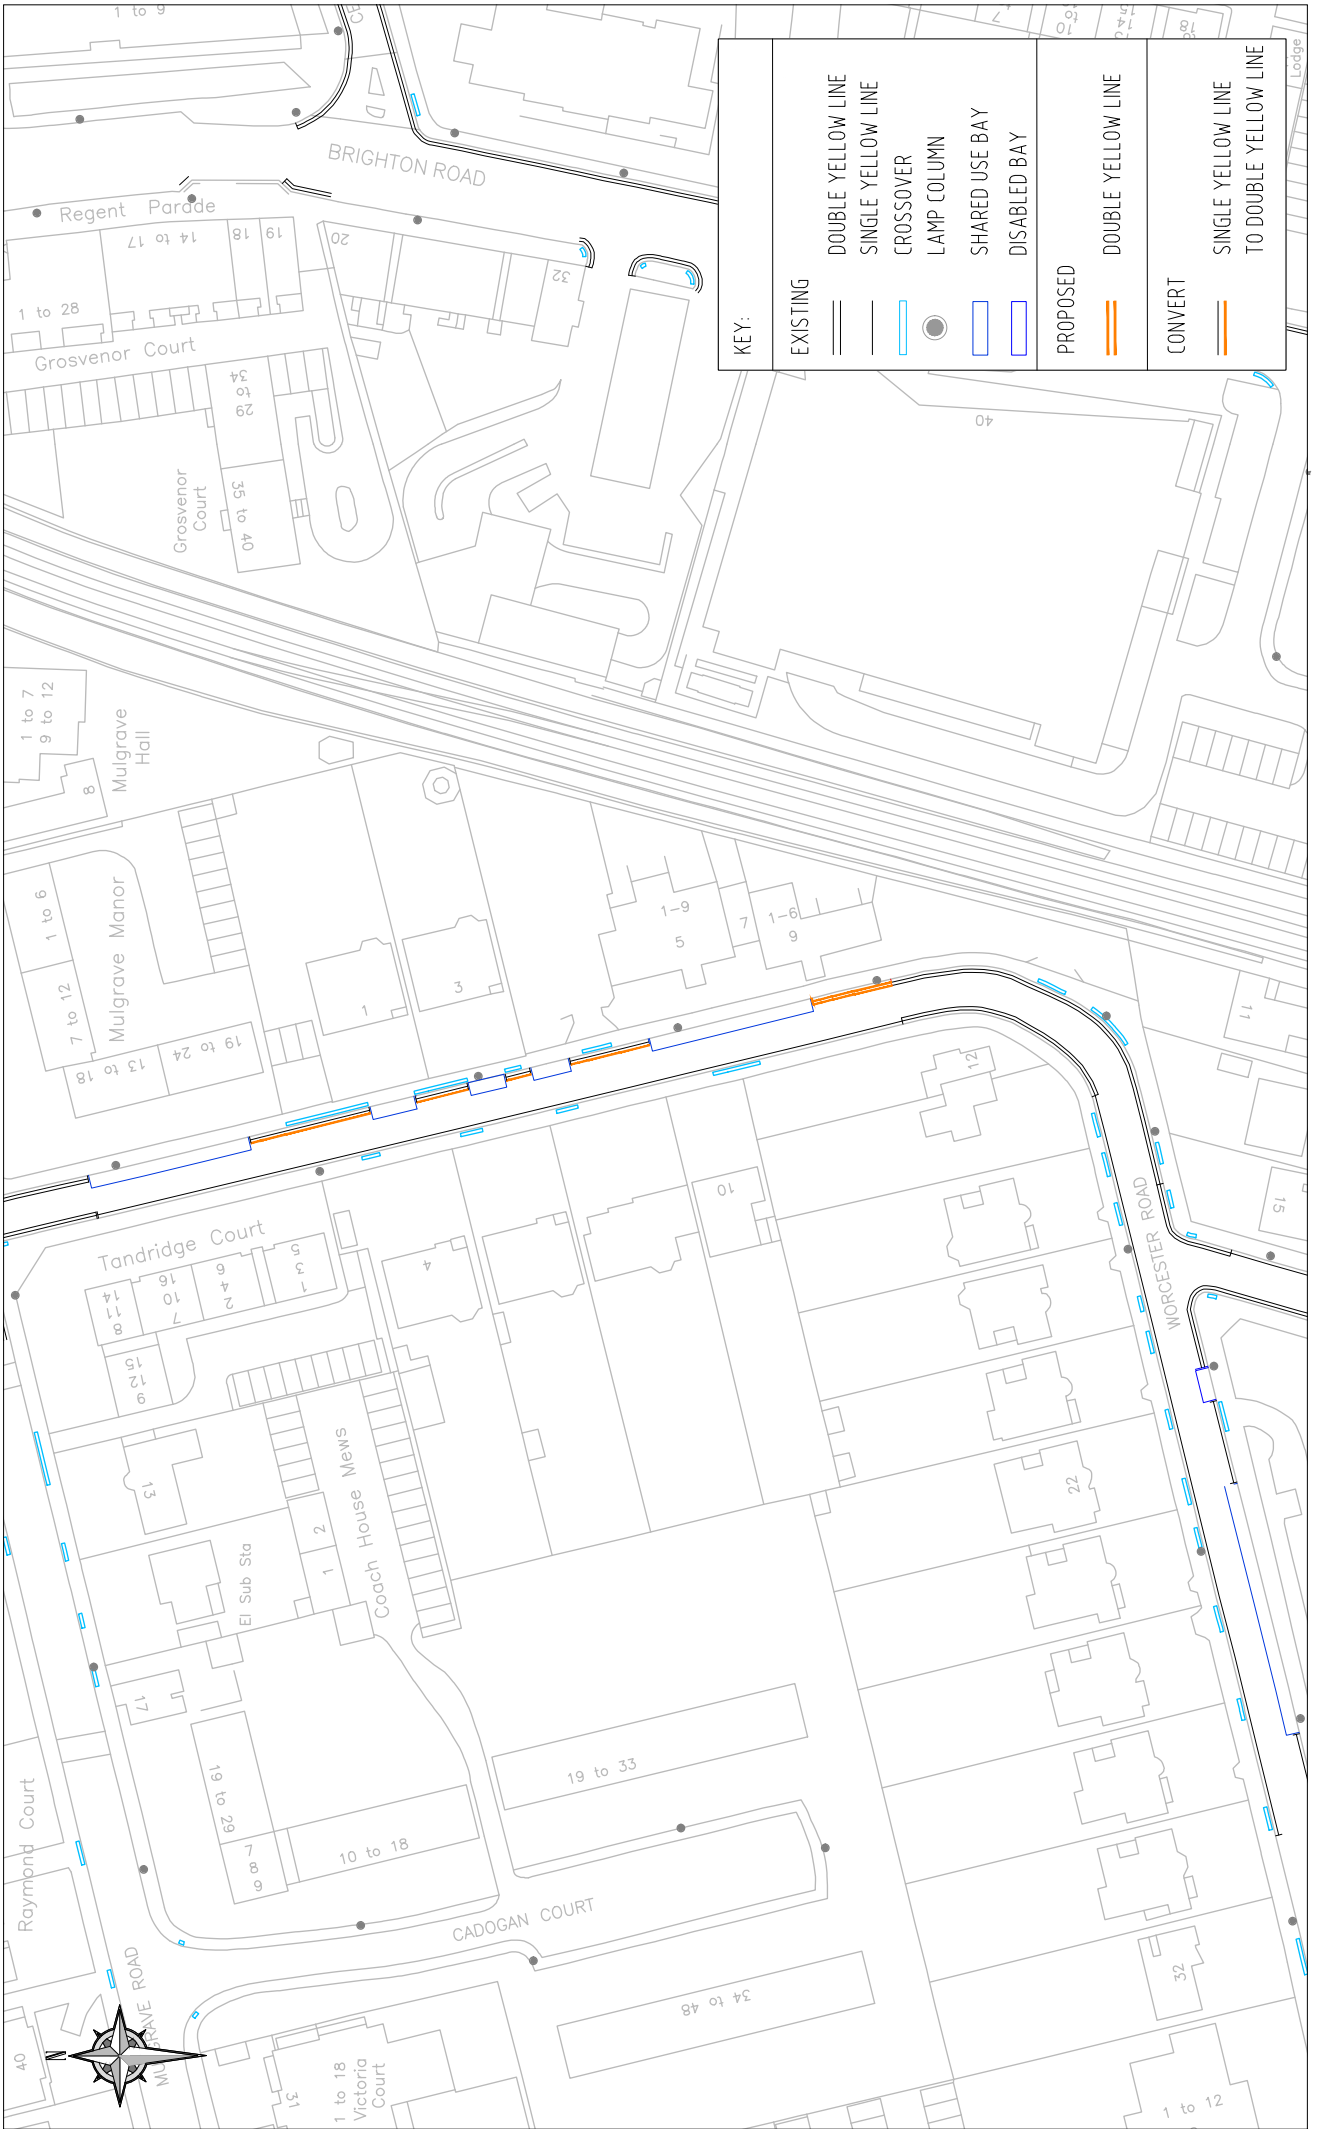 1 to 9
CE
BRIGHTON ROAD
Regent Parade
14 to 17
18
19
20
32
1 to 28
Grosvenor Court
29
to
34
35 to 40
Grosvenor
Court
40
18
Lodge
KEY:
EXISTING
DOUBLE YELLOW LINE
SINGLE YELLOW LINE
CROSSOVER
LAMP COLUMN
SHARED USE BAY
DISABLED BAY
PROPOSED
DOUBLE YELLOW LINE
CONVERT
SINGLE YELLOW LINE
TO DOUBLE YELLOW LINE
1 to 7
9 to 12
8
Mulgrave
Hall
1 to 6
7 to 12
Mulgrave Manor
13 to 18
19 to 24
1
3
1-9
5
7
1-6
9
11
12
15
10
WORCESTER ROAD
Tandridge Court
8
11
14
7
10
16
2
4
6
1
3
5
9
12
15
4
13
El Sub Sta
1
2
Coach House Mews
22
17
19 to 29
7
8
9
10 to 18
19 to 33
Raymond Court
CADOGAN COURT
34 to 48
32
40
N
31
1 to 18
Victoria
Court
1 to 12